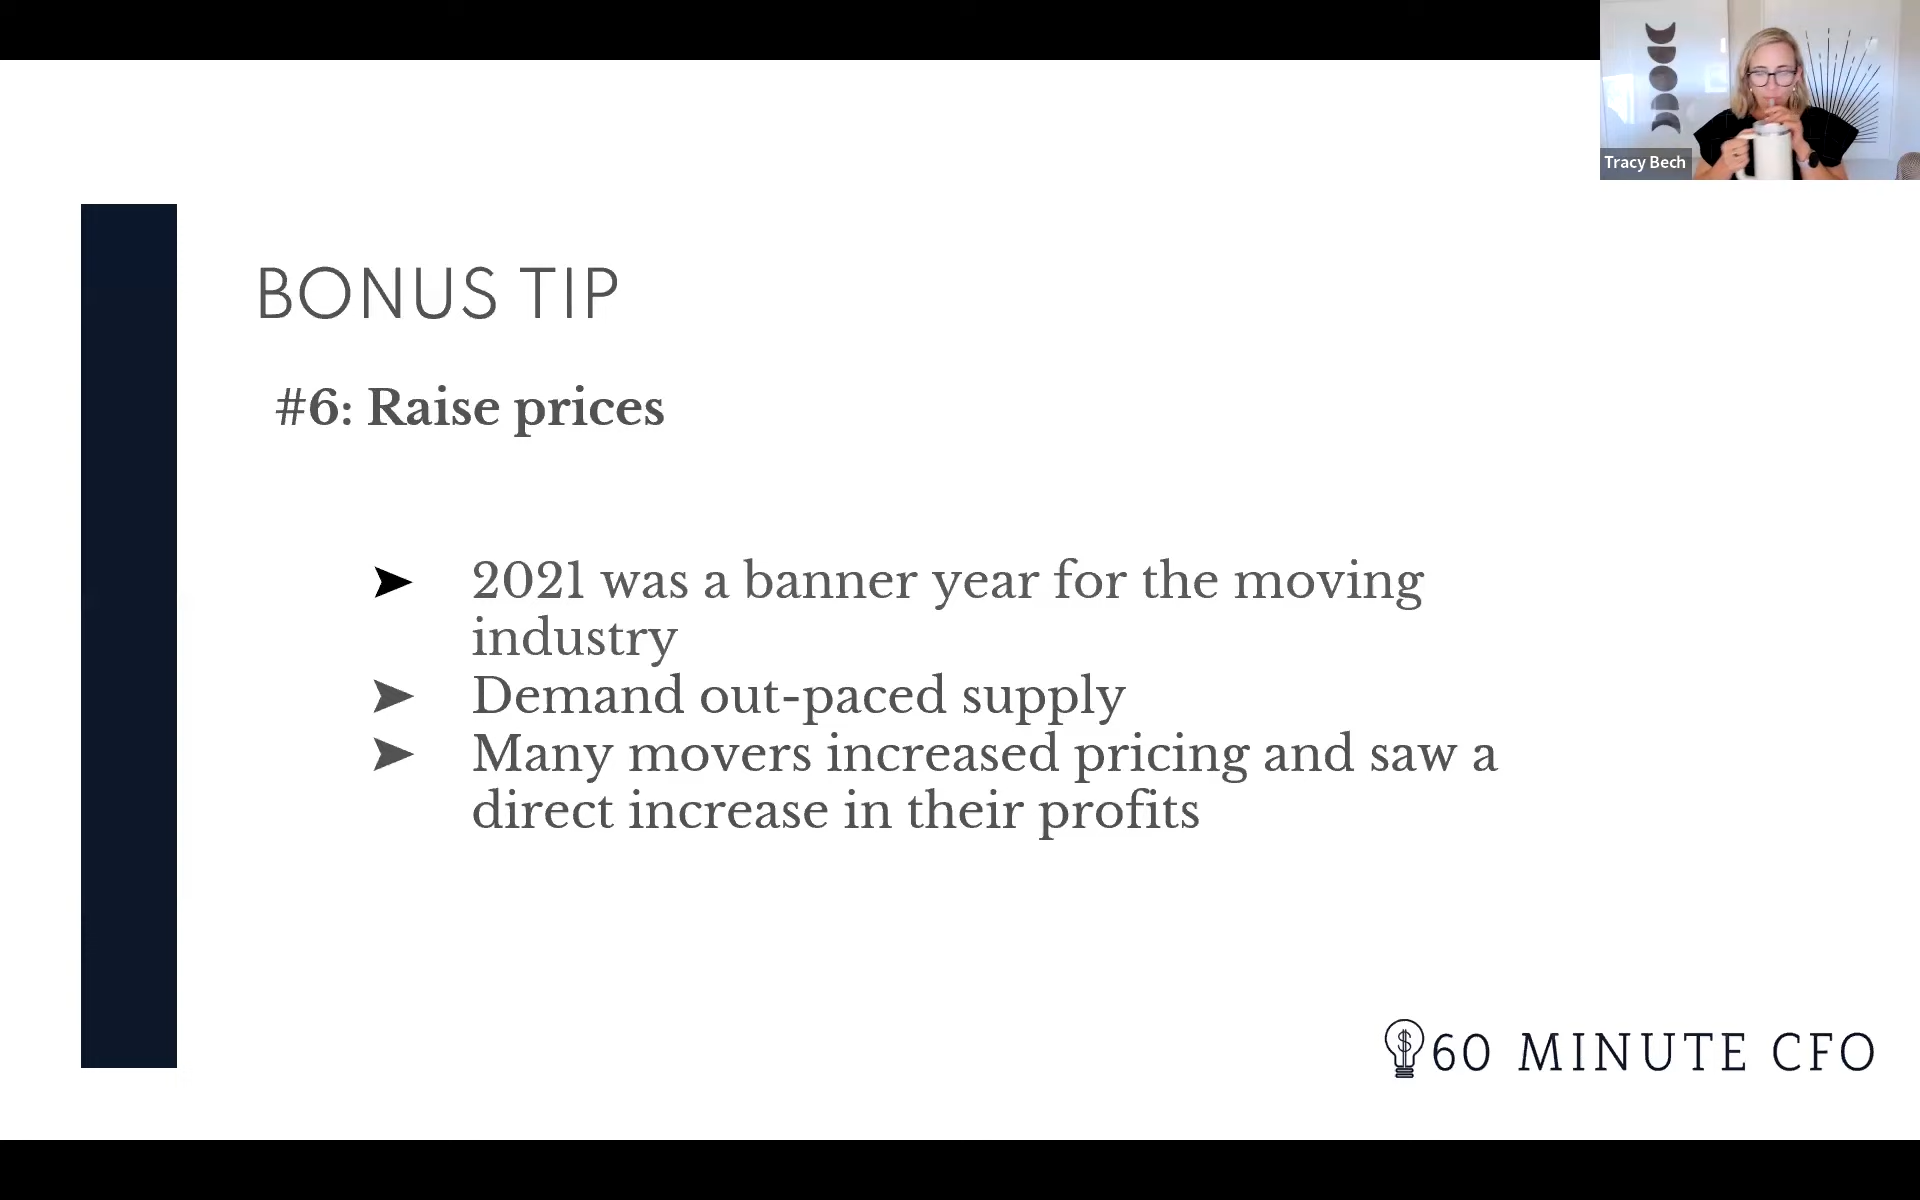 Tracy Bech
BONUS TIP
#6: Raise prices
➤ 2021 was a banner year for the moving
industry
➤ Demand out-paced supply
➤ Many movers increased pricing and saw a
direct increase in their profits
60 MINUTE CFO